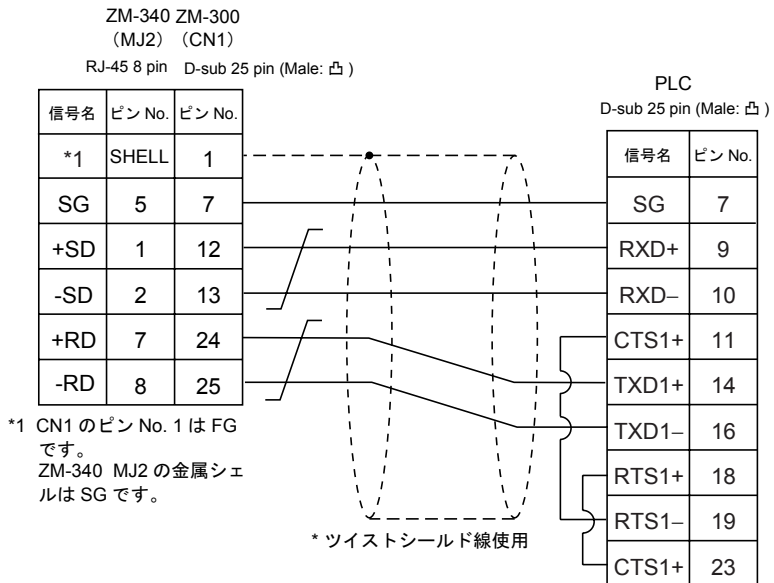 ZM-340 ZM-300
(MJ2) (CN1)
RJ-45 8 pin D-sub 25 pin (Male: 凸 )
信号名 ピン No. ピン No.
*1 SHELL 1
SG 5 7
+SD 1 12
-SD 2 13
+RD 7 24
-RD 8 25
*1 CN1 のピン No. 1 は FG
です。
ZM-340 MJ2 の金属シェ
ルは SG です。
* ツイストシールド線使用
PLC
D-sub 25 pin (Male: 凸 )
信号名 ピン No.
SG 7
RXD+ 9
RXD– 10
CTS1+ 11
TXD1+ 14
TXD1– 16
RTS1+ 18
RTS1– 19
CTS1+ 23